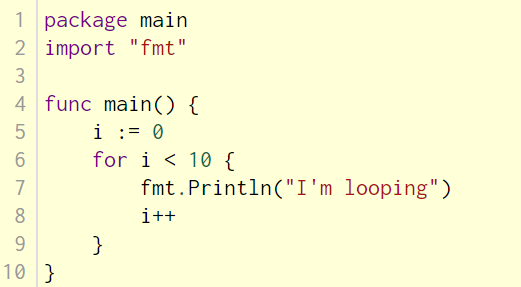 1 package main
2 import "fmt"
3
4 func main() {
5     i := 0
6     for i < 10 {
7         fmt.Println("I'm looping")
8         i++
9     }
10 }